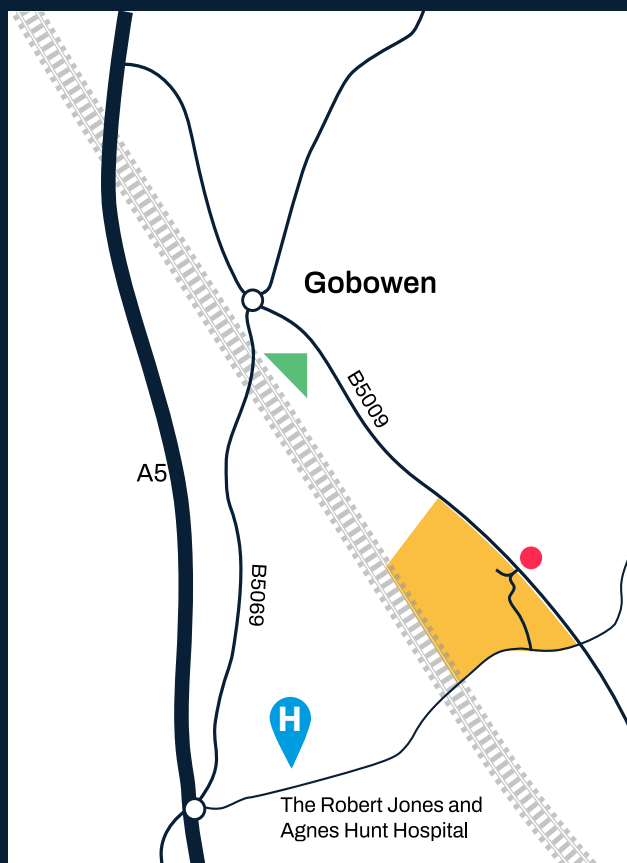 Gobowen
B5009
A5
B5069
H
The Robert Jones and
Agnes Hunt Hospital